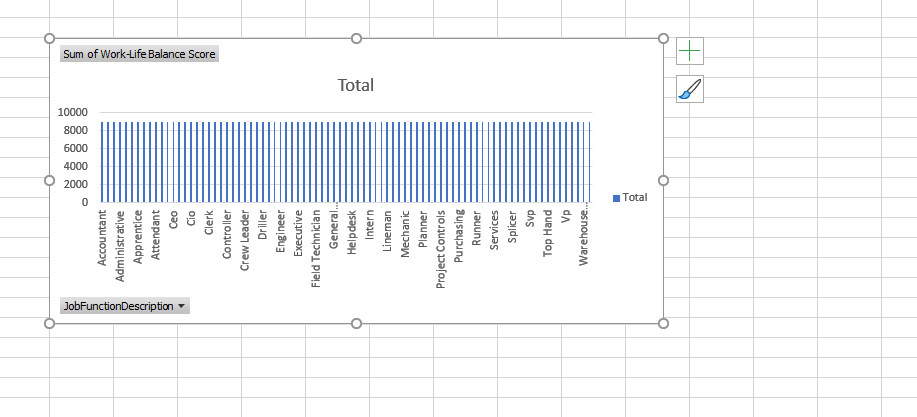 Sum of Work-Life Balance Score
Total
10000
8000
6000
4000
2000
0
Total
Accountant
Administrative
Apprentice
Attendant
Ceo
Cio
Clerk
Controller
Crew Leader
Driller
Engineer
Executive
Field Technician
General...
Helpdesk
Intern
Lineman
Mechanic
Planner
Project Controls
Purchasing
Runner
Services
Splicer
Svp
Top Hand
Vp
Warehouse...
JobFunctionDescription